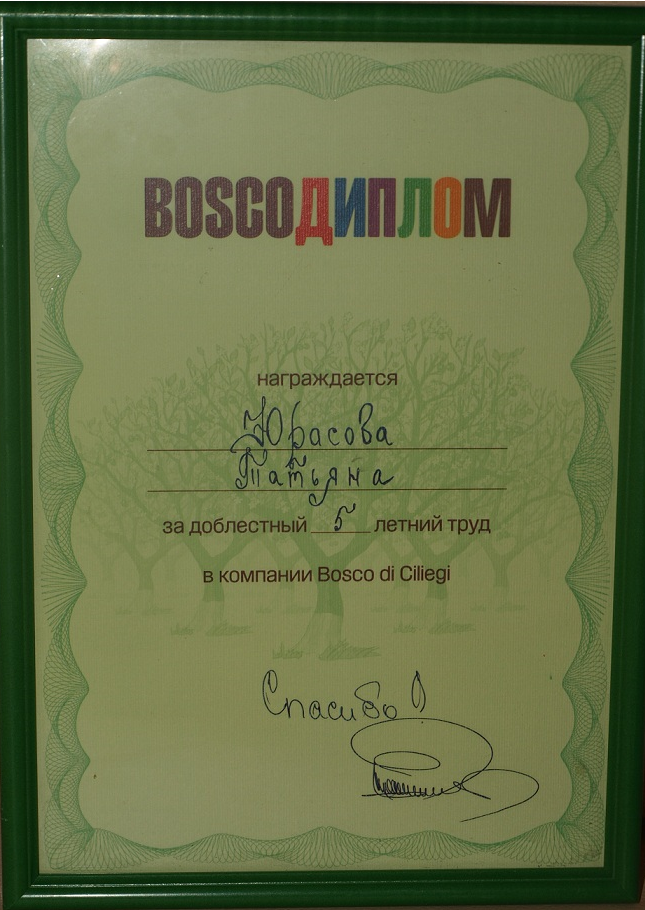 BOSCOДИПЛОМ
награждается
Юрасова
Татьяна
за доблестный 5 летний труд
в компании Bosco di Ciliegi
Спасибо!